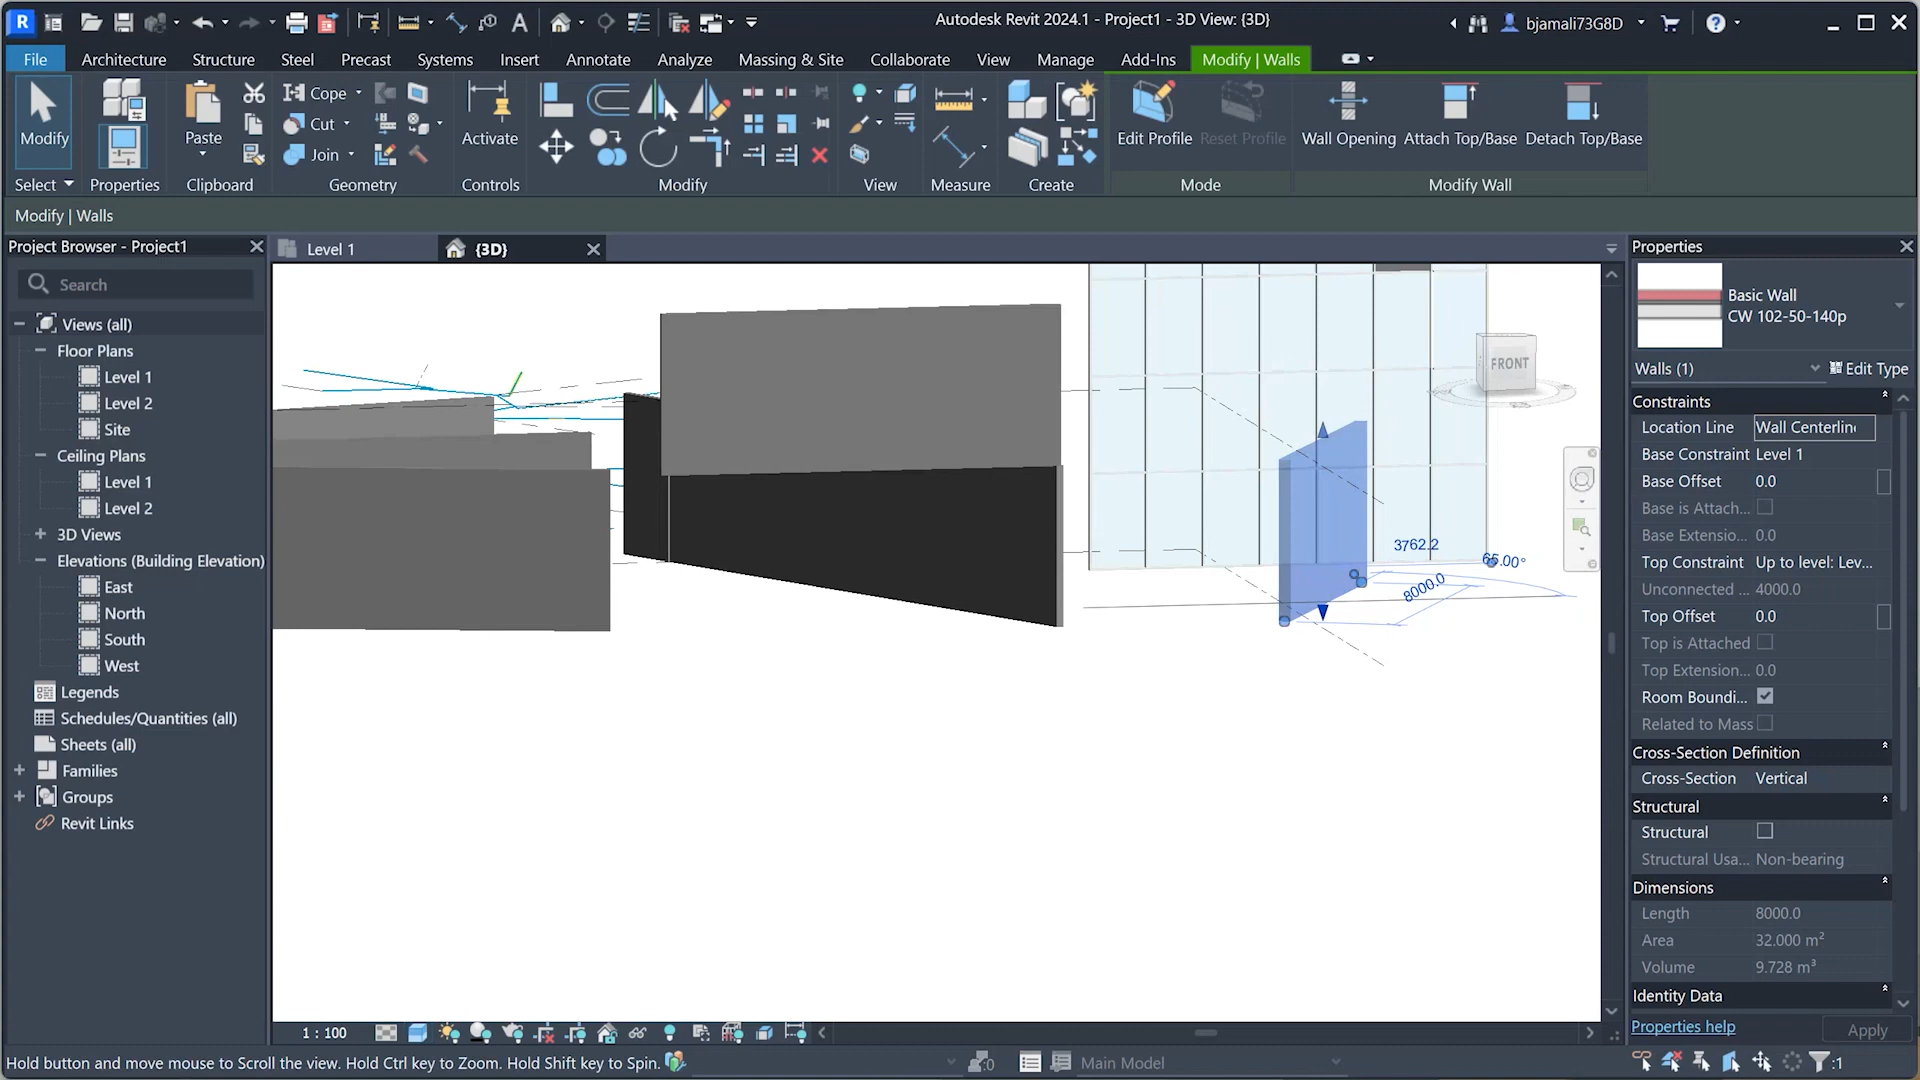 Autodesk Revit 2024.1 - Project1 - 3D View: {3D}
bjamali73G8D
File Architecture Structure Steel Precast Systems Insert Annotate Analyze Massing & Site Collaborate View Manage Add-Ins Modify | Walls
Modify
Paste
Cope
Cut
Join
Activate
Edit Profile
Reset Profile
Wall Opening
Attach Top/Base
Detach Top/Base
Select Properties Clipboard Geometry Controls Modify View Measure Create Mode Modify Wall
Modify | Walls
Project Browser - Project1
Search
Views (all)
Floor Plans
Level 1
Level 2
Site
Ceiling Plans
Level 1
Level 2
3D Views
Elevations (Building Elevation)
East
North
South
West
Legends
Schedules/Quantities (all)
Sheets (all)
Families
Groups
Revit Links
Level 1
{3D}
FRONT
3762.2
65.00°
8000.0
Properties
Basic Wall
CW 102-50-140p
Walls (1)
Edit Type
Constraints
Location Line Wall Centerlin
Base Constraint Level 1
Base Offset 0.0
Base is Attach...
Base Extensio... 0.0
Top Constraint Up to level: Lev...
Unconnected ... 4000.0
Top Offset 0.0
Top is Attached
Top Extension... 0.0
Room Boundi...
Related to Mass
Cross-Section Definition
Cross-Section Vertical
Structural
Structural
Structural Usa... Non-bearing
Dimensions
Length 8000.0
Area 32.000 m²
Volume 9.728 m³
Identity Data
Properties help
Apply
1 : 100
Hold button and move mouse to Scroll the view. Hold Ctrl key to Zoom. Hold Shift key to Spin.
:0
Main Model
:1